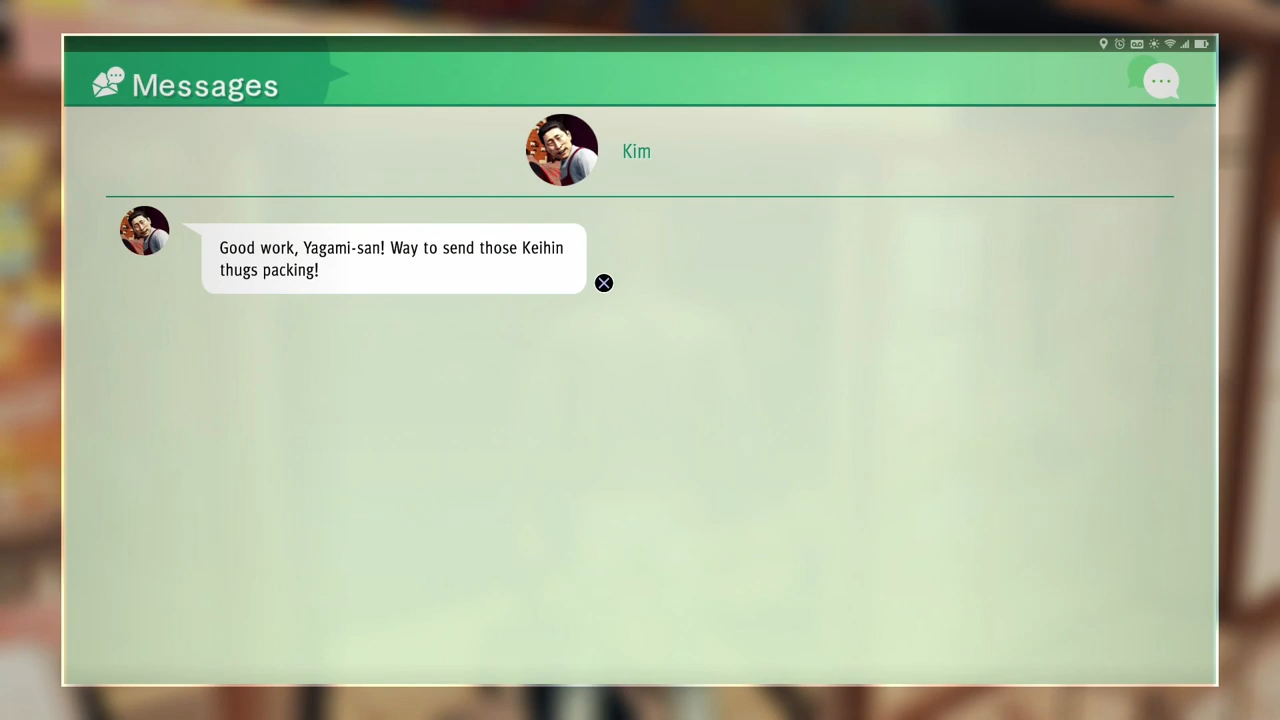 Messages
Kim
Good work, Yagami-san! Way to send those Keihin
thugs packing!